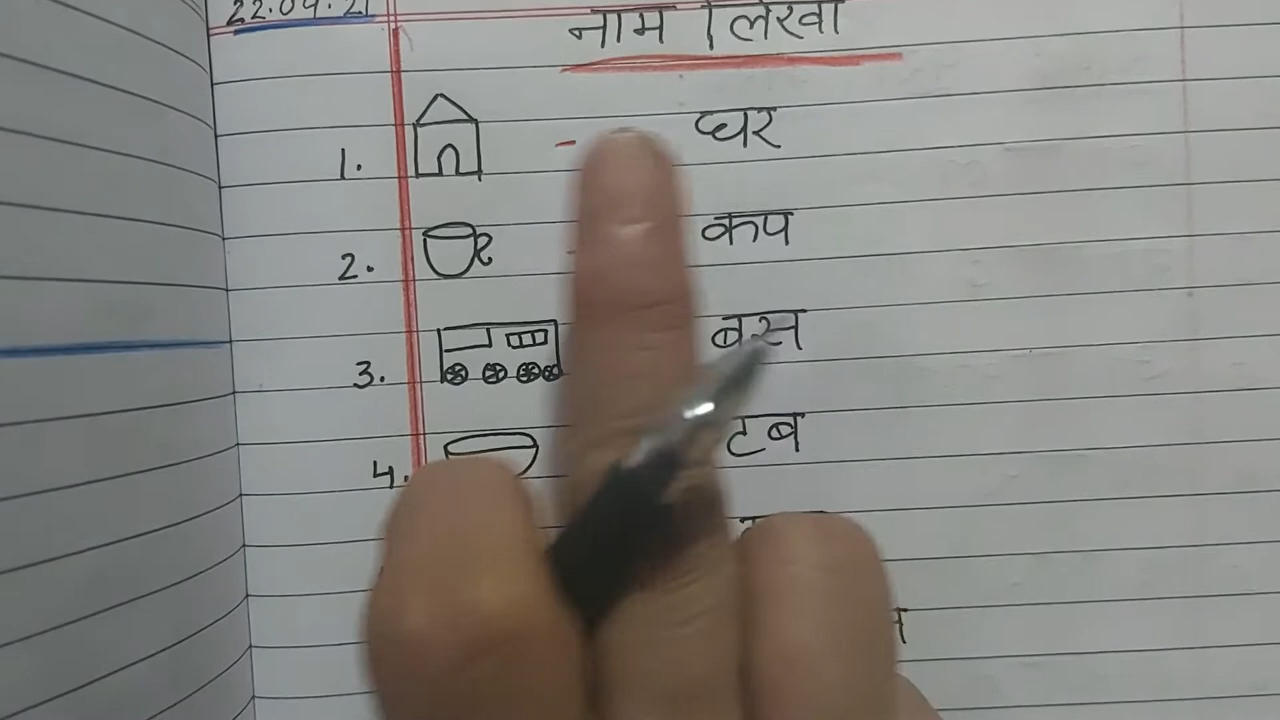 22.04.21
नाम लिखो
1. - घर
2. - कप
3. बस
4. टब